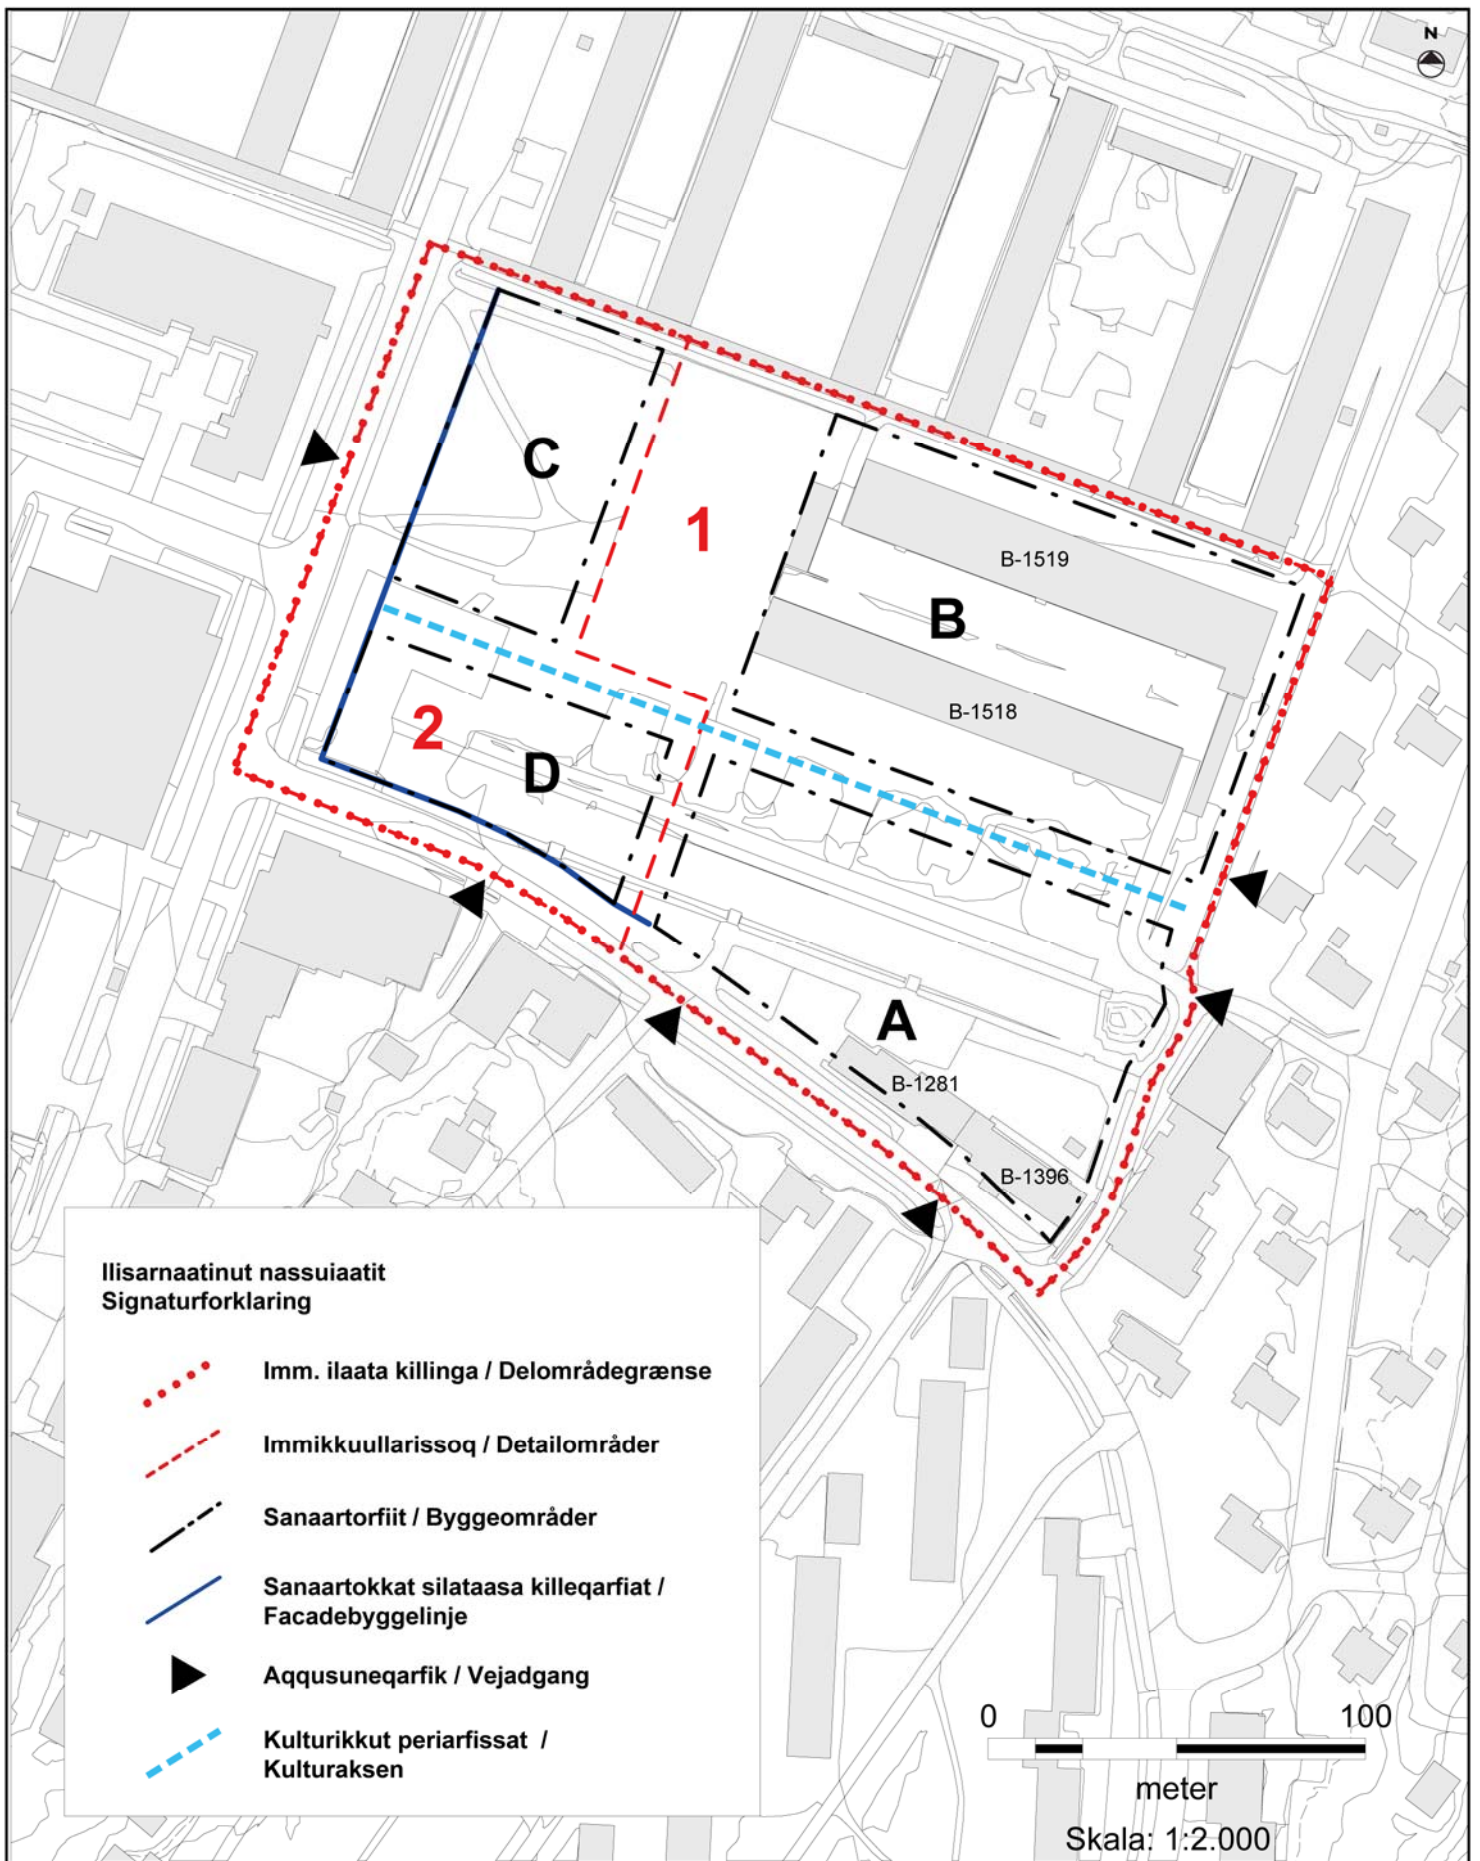 N
C
1
B-1519
B
B-1518
2
D
A
B-1281
B-1396
Ilisarnaatinut nassuiaatit
Signaturforklaring
Imm. ilaata killinga / Delområdegrænse
Immikkuullarissoq / Detailområder
Sanaartorfiit / Byggeområder
Sanaartokkat silataasa killeqarfiat /
Facadebyggelinje
Aqqusuneqarfik / Vejadgang
Kulturikkut periarfissat /
Kulturaksen
0 100
meter
Skala: 1:2.000